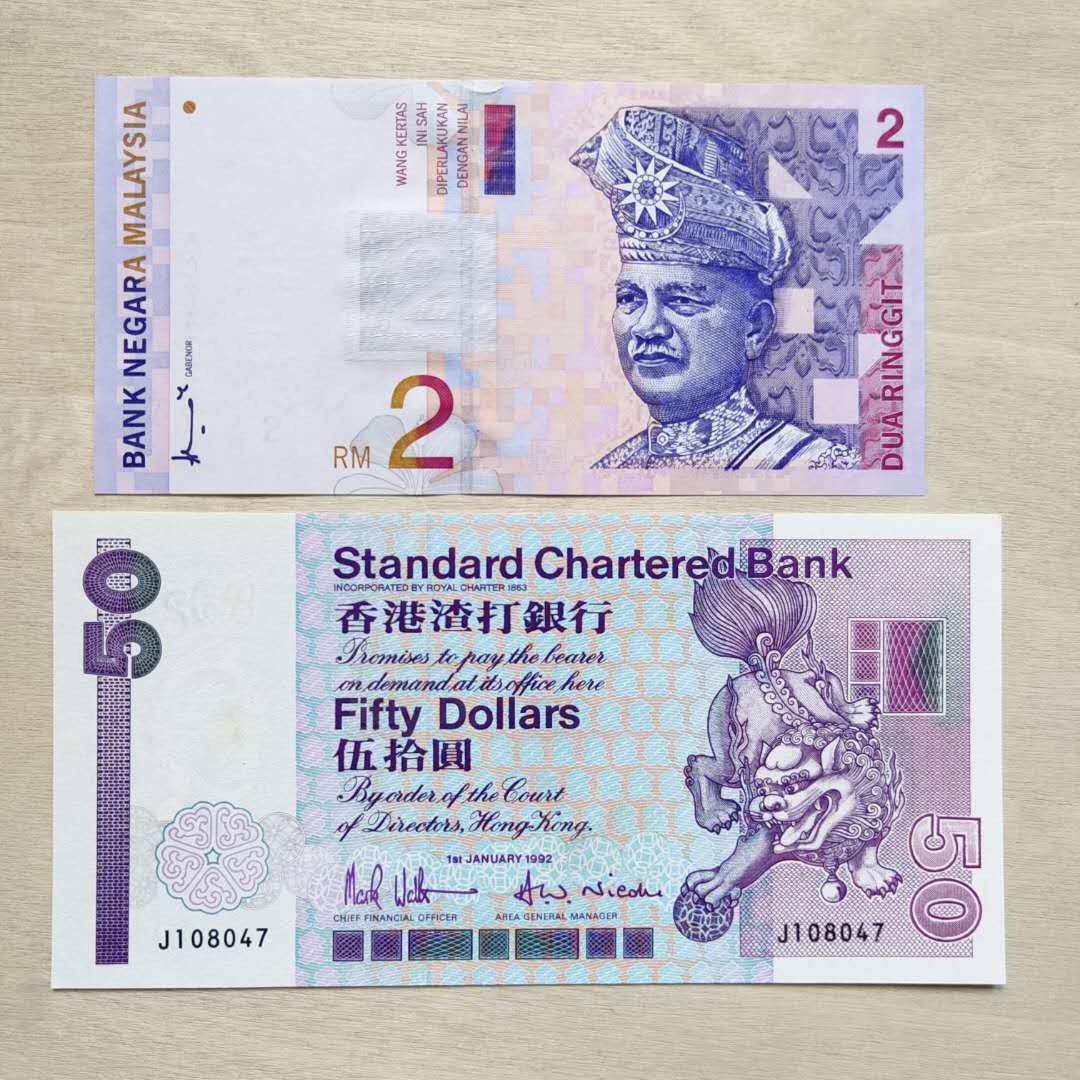 BANK NEGARA MALAYSIA
GABENOR
WANG KERTAS
INI SAH
DIPERLAKUKAN
DENGAN NILAI
RM 2
2
DUA RINGGIT
50
Standard Chartered Bank
INCORPORATED BY ROYAL CHARTER 1853
香港渣打銀行
Promises to pay the bearer
on demand at its office here
Fifty Dollars
伍拾圓
By order of the Court
of Directors, Hong Kong.
1st JANUARY 1992
CHIEF FINANCIAL OFFICER
AREA GENERAL MANAGER
J108047
J108047
50